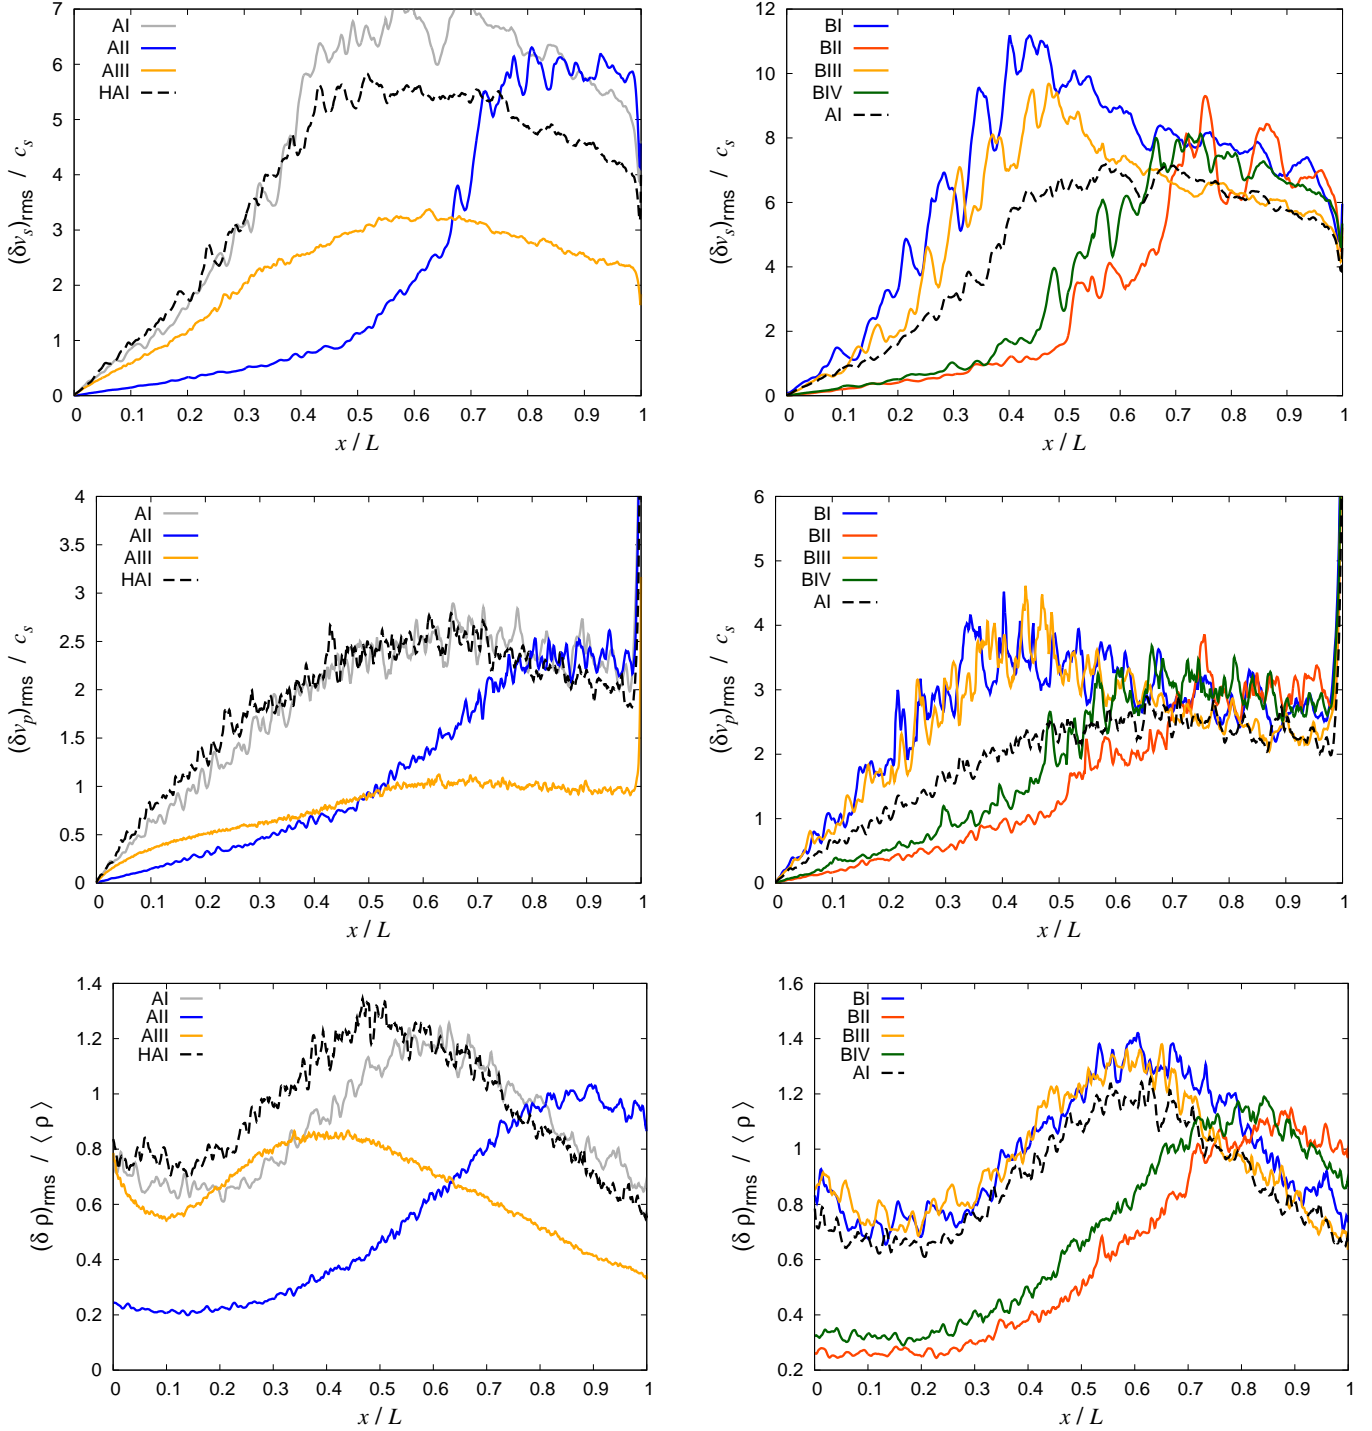 7
6
5
4
3
2
1
0
(δv_s)rms / c_s
AI
AII
AIII
HAI
0 0.1 0.2 0.3 0.4 0.5 0.6 0.7 0.8 0.9 1
x / L
12
10
8
6
4
2
0
(δv_s)rms / c_s
BI
BII
BIII
BIV
AI
0 0.1 0.2 0.3 0.4 0.5 0.6 0.7 0.8 0.9 1
x / L
4
3.5
3
2.5
2
1.5
1
0.5
0
(δv_p)rms / c_s
AI
AII
AIII
HAI
0 0.1 0.2 0.3 0.4 0.5 0.6 0.7 0.8 0.9 1
x / L
6
5
4
3
2
1
0
(δv_p)rms / c_s
BI
BII
BIII
BIV
AI
0 0.1 0.2 0.3 0.4 0.5 0.6 0.7 0.8 0.9 1
x / L
1.4
1.2
1
0.8
0.6
0.4
0.2
0
(δ ρ)rms / ⟨ ρ ⟩
AI
AII
AIII
HAI
0 0.1 0.2 0.3 0.4 0.5 0.6 0.7 0.8 0.9 1
x / L
1.6
1.4
1.2
1
0.8
0.6
0.4
0.2
(δ ρ)rms / ⟨ ρ ⟩
BI
BII
BIII
BIV
AI
0 0.1 0.2 0.3 0.4 0.5 0.6 0.7 0.8 0.9 1
x / L